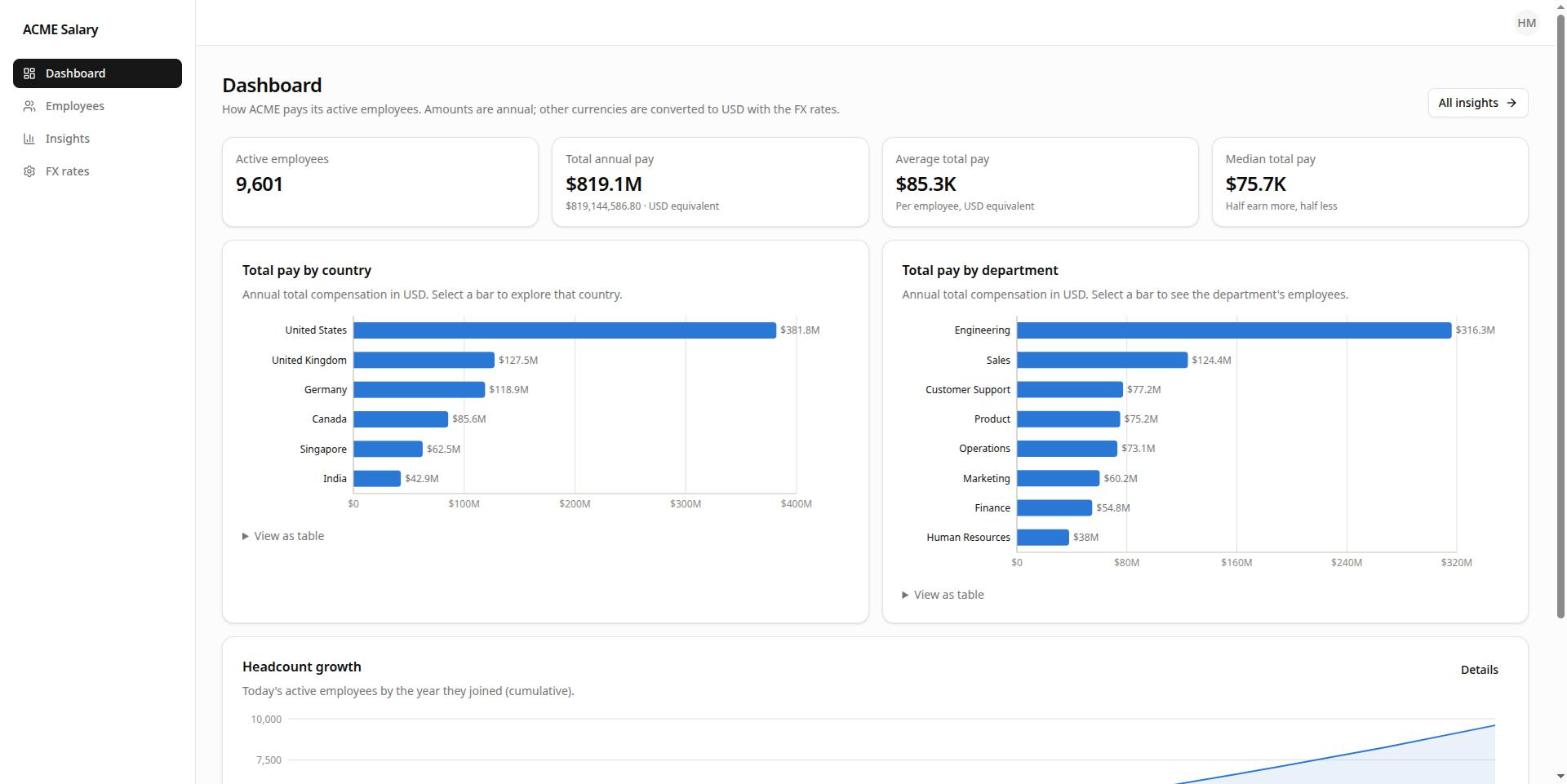 ACME Salary
HM
Dashboard
Employees
Insights
FX rates
Dashboard
How ACME pays its active employees. Amounts are annual; other currencies are converted to USD with the FX rates.
All insights
Active employees
9,601
Total annual pay
$819.1M
$819,144,586.80 · USD equivalent
Average total pay
$85.3K
Per employee, USD equivalent
Median total pay
$75.7K
Half earn more, half less
Total pay by country
Annual total compensation in USD. Select a bar to explore that country.
United States $381.8M
United Kingdom $127.5M
Germany $118.9M
Canada $85.6M
Singapore $62.5M
India $42.9M
$0 $100M $200M $300M $400M
View as table
Total pay by department
Annual total compensation in USD. Select a bar to see the department's employees.
Engineering $316.3M
Sales $124.4M
Customer Support $77.2M
Product $75.2M
Operations $73.1M
Marketing $60.2M
Finance $54.8M
Human Resources $38M
$0 $80M $160M $240M $320M
View as table
Headcount growth
Details
Today's active employees by the year they joined (cumulative).
10,000
7,500